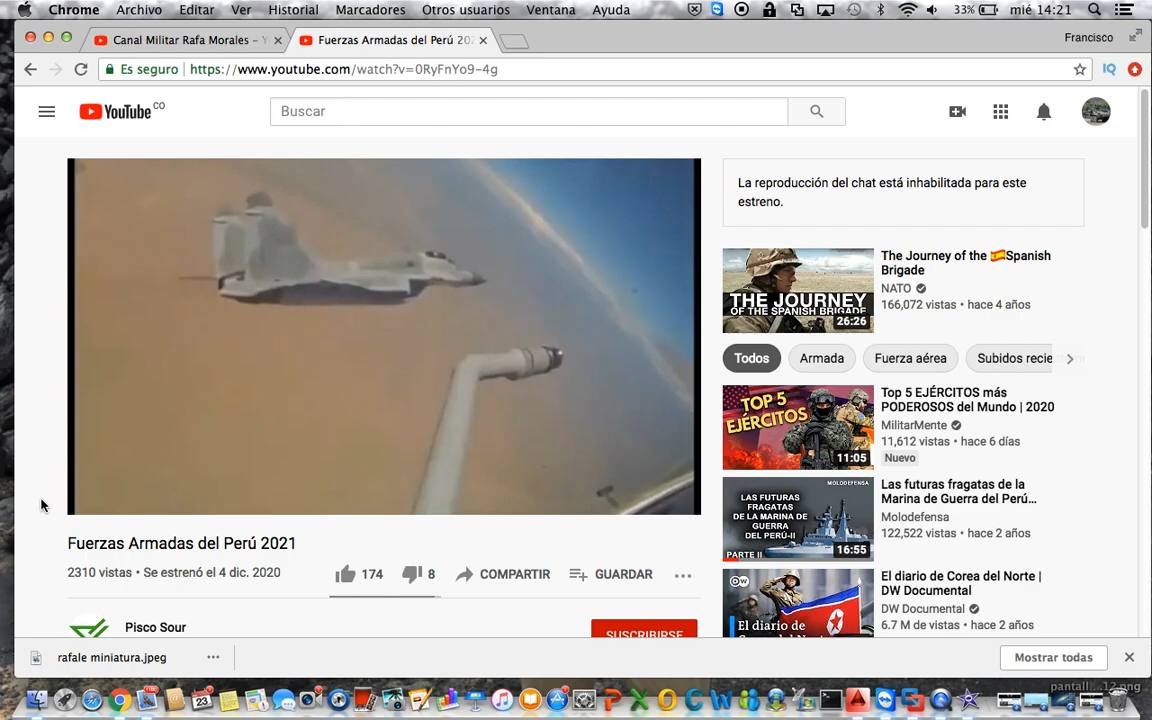 Chrome Archivo Editar Ver Historial Marcadores Otros usuarios Ventana Ayuda 33% mié 14:21
Canal Militar Rafa Morales – Y
Fuerzas Armadas del Perú 202
Francisco
Es seguro https://www.youtube.com/watch?v=0RyFnYo9-4g
IQ
YouTube CO
Buscar
La reproducción del chat está inhabilitada para este
estreno.
THE JOURNEY
OF THE SPANISH BRIGADE
26:26
The Journey of the 🇪🇸Spanish
Brigade
NATO
166,072 vistas • hace 4 años
Todos Armada Fuerza aérea Subidos recie
TOP 5
EJÉRCITOS
11:05
Top 5 EJÉRCITOS más
PODEROSOS del Mundo | 2020
MilitarMente
11,612 vistas • hace 6 días
Nuevo
MOLODEFENSA
LAS FUTURAS
FRAGATAS
DE LA MARINA DE
GUERRA
DEL PERÚ-II
PARTE II
16:55
Las futuras fragatas de la
Marina de Guerra del Perú...
Molodefensa
122,522 vistas • hace 2 años
DW
El diario de
El diario de Corea del Norte |
DW Documental
DW Documental
6.7 M de vistas • hace 2 años
Fuerzas Armadas del Perú 2021
2310 vistas • Se estrenó el 4 dic. 2020
174 8 COMPARTIR GUARDAR
Pisco Sour
SUSCRIBIRSE
rafale miniatura.jpeg
Mostrar todas
pantall...12.png
23